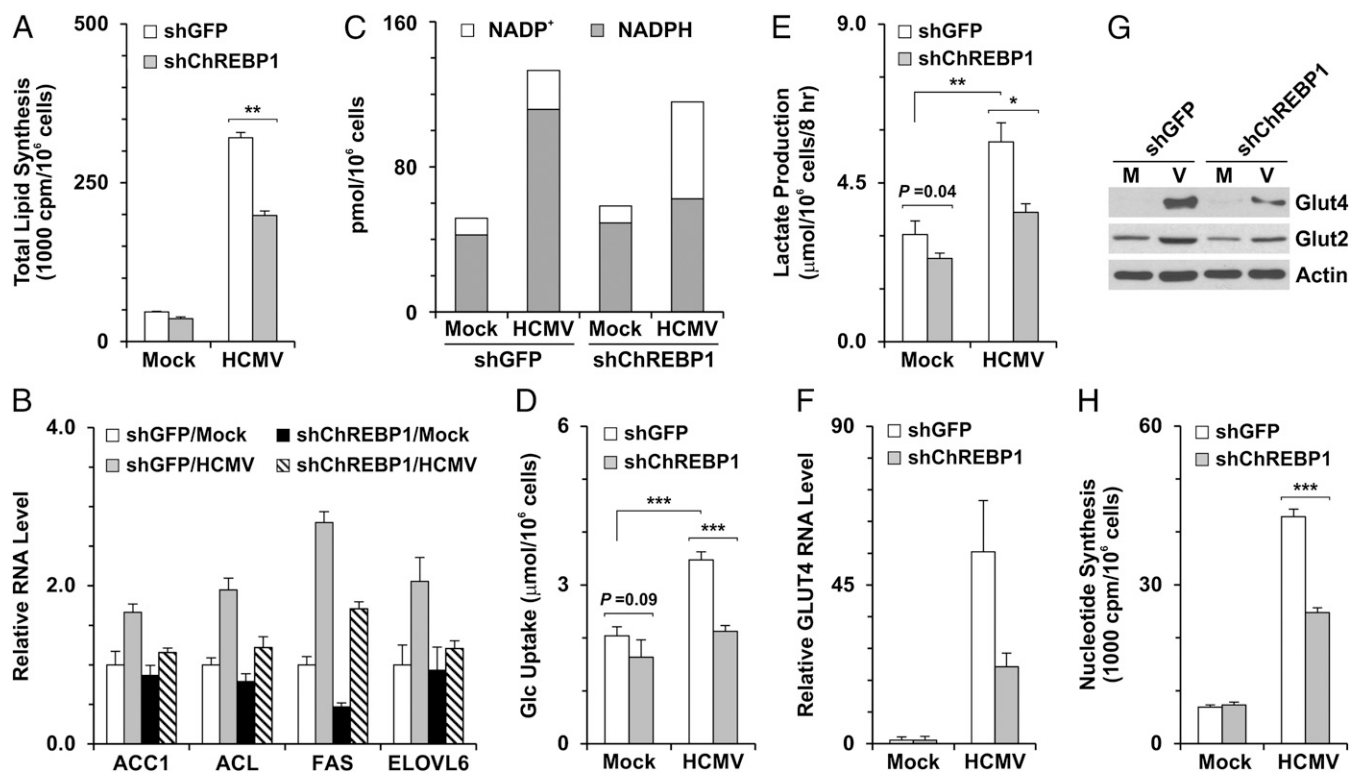 A
500
250
0
Total Lipid Synthesis
(1000 cpm/10⁶ cells)
shGFP
shChREBP1
**
Mock HCMV
C
160
80
0
pmol/10⁶ cells
NADP⁺ NADPH
Mock HCMV Mock HCMV
shGFP shChREBP1
E
9.0
4.5
0.0
Lactate Production
(μmol/10⁶ cells/8 hr)
shGFP
shChREBP1
**
*
P =0.04
Mock HCMV
G
shGFP shChREBP1
M V M V
Glut4
Glut2
Actin
B
4.0
2.0
0.0
Relative RNA Level
shGFP/Mock shChREBP1/Mock
shGFP/HCMV shChREBP1/HCMV
ACC1 ACL FAS ELOVL6
D
6
3
0
Glc Uptake (μmol/10⁶ cells)
shGFP
shChREBP1
***
***
P =0.09
Mock HCMV
F
90
45
0
Relative GLUT4 RNA Level
shGFP
shChREBP1
Mock HCMV
H
60
30
0
Nucleotide Synthesis
(1000 cpm/10⁶ cells)
shGFP
shChREBP1
***
Mock HCMV